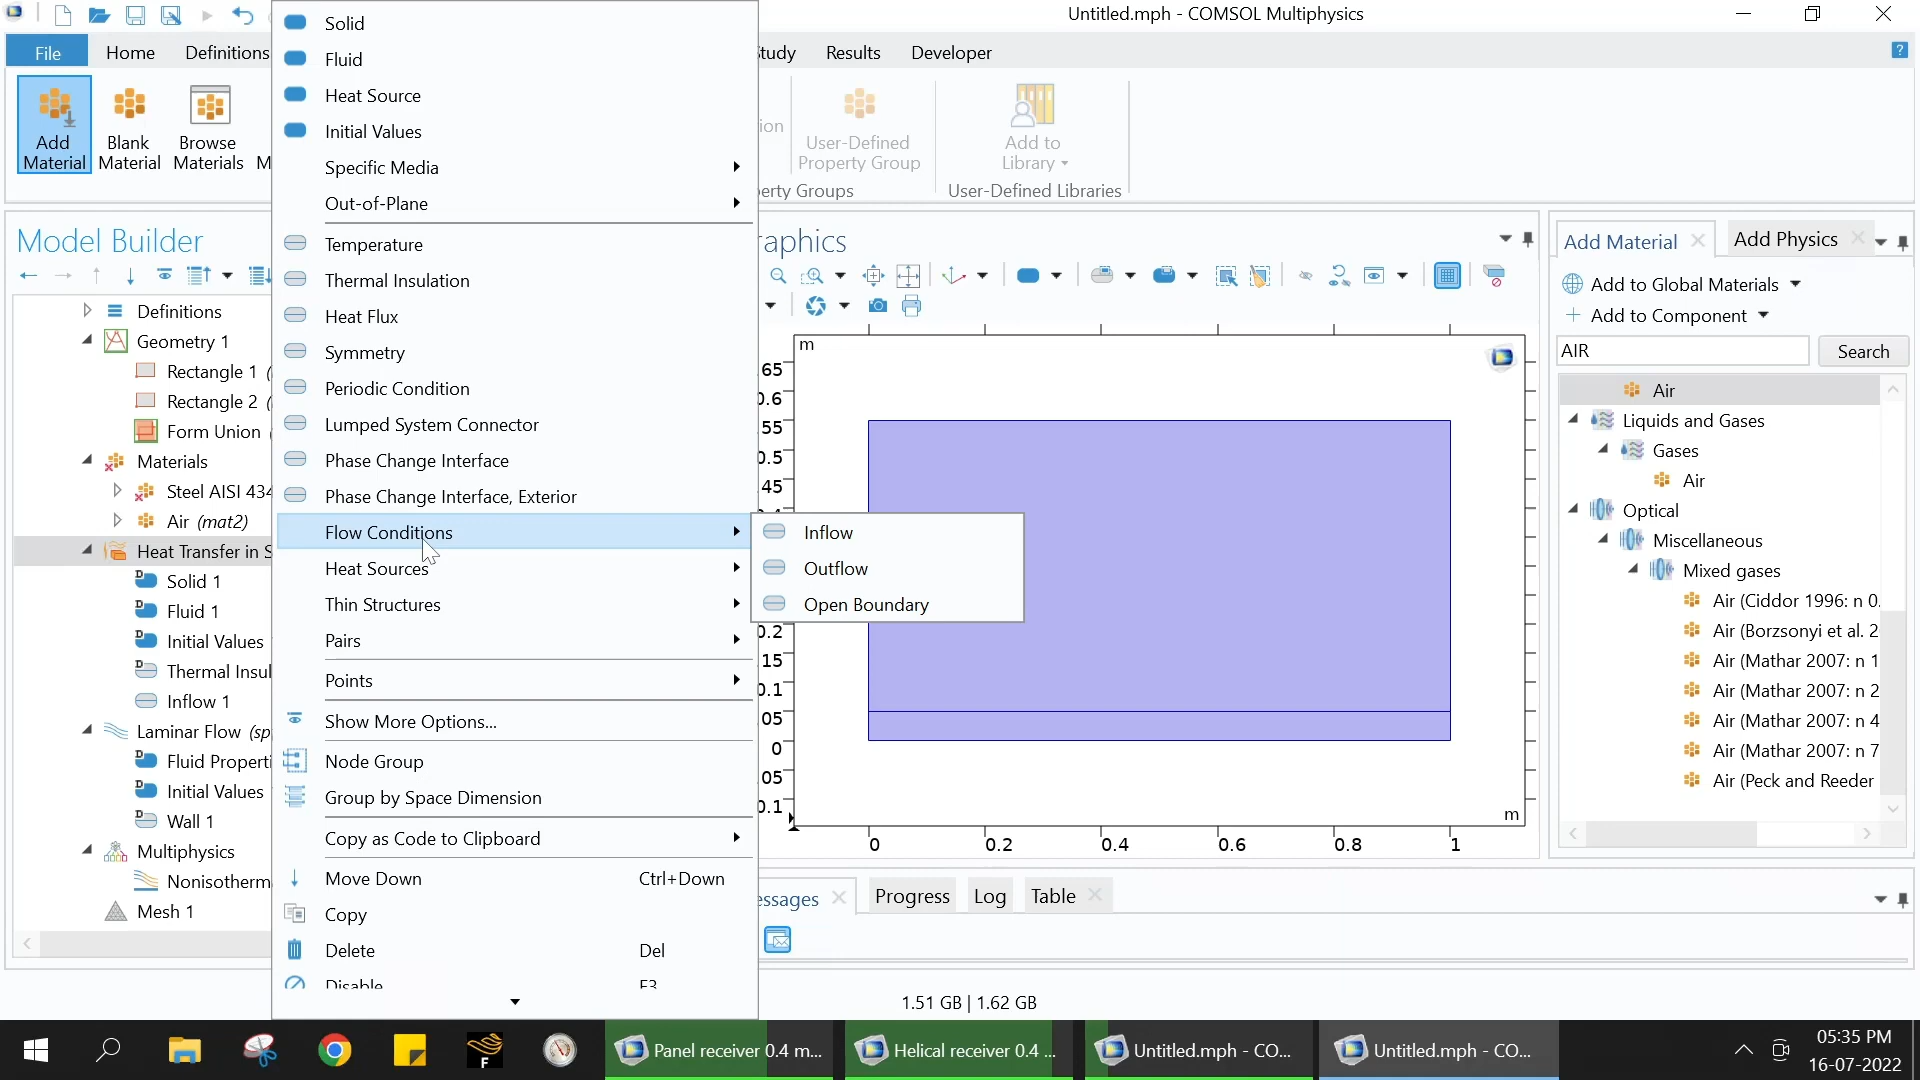 Untitled.mph - COMSOL Multiphysics
File
Home
Definitions
Results
Developer
Add
Material
Blank
Material
Browse
Materials
User-Defined
Property Group
Add to
Library
User-Defined Libraries
Groups
Solid
Fluid
Heat Source
Initial Values
Specific Media
Out-of-Plane
Temperature
Thermal Insulation
Heat Flux
Symmetry
Periodic Condition
Lumped System Connector
Phase Change Interface
Phase Change Interface, Exterior
Flow Conditions
Heat Sources
Thin Structures
Pairs
Points
Show More Options...
Node Group
Group by Space Dimension
Copy as Code to Clipboard
Move Down Ctrl+Down
Copy
Delete Del
Disable F3
Inflow
Outflow
Open Boundary
Model Builder
Definitions
Geometry 1
Rectangle 1
Rectangle 2
Form Union
Materials
Steel AISI 434
Air (mat2)
Heat Transfer in S
Solid 1
Fluid 1
Initial Values
Thermal Insul
Inflow 1
Laminar Flow (sp
Fluid Properti
Initial Values
Wall 1
Multiphysics
Nonisotherm
Mesh 1
aphics
m
65
0.6
55
0.5
45
0.2
15
0.1
05
0
05
0.1
m
0 0.2 0.4 0.6 0.8 1
essages
Progress
Log
Table
1.51 GB | 1.62 GB
Add Material
Add Physics
Add to Global Materials
+ Add to Component
AIR
Search
Air
Liquids and Gases
Gases
Air
Optical
Miscellaneous
Mixed gases
Air (Ciddor 1996: n 0.
Air (Borzsonyi et al. 2
Air (Mathar 2007: n 1
Air (Mathar 2007: n 2
Air (Mathar 2007: n 4
Air (Mathar 2007: n 7
Air (Peck and Reeder
Panel receiver 0.4 m...
Helical receiver 0.4 ...
Untitled.mph - CO...
Untitled.mph - CO...
05:35 PM
16-07-2022